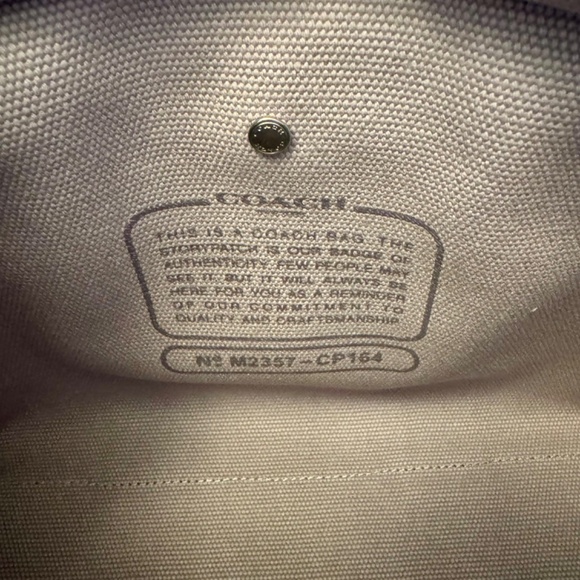 COACH
COACH
THIS IS A COACH BAG. THE
STORYPATCH IS OUR BADGE OF
AUTHENTICITY. FEW PEOPLE MAY
SEE IT, BUT IT WILL ALWAYS BE
HERE FOR YOU, AS A REMINDER
OF OUR COMMITMENT TO
QUALITY AND CRAFTSMANSHIP.
Nº M2357-CP164